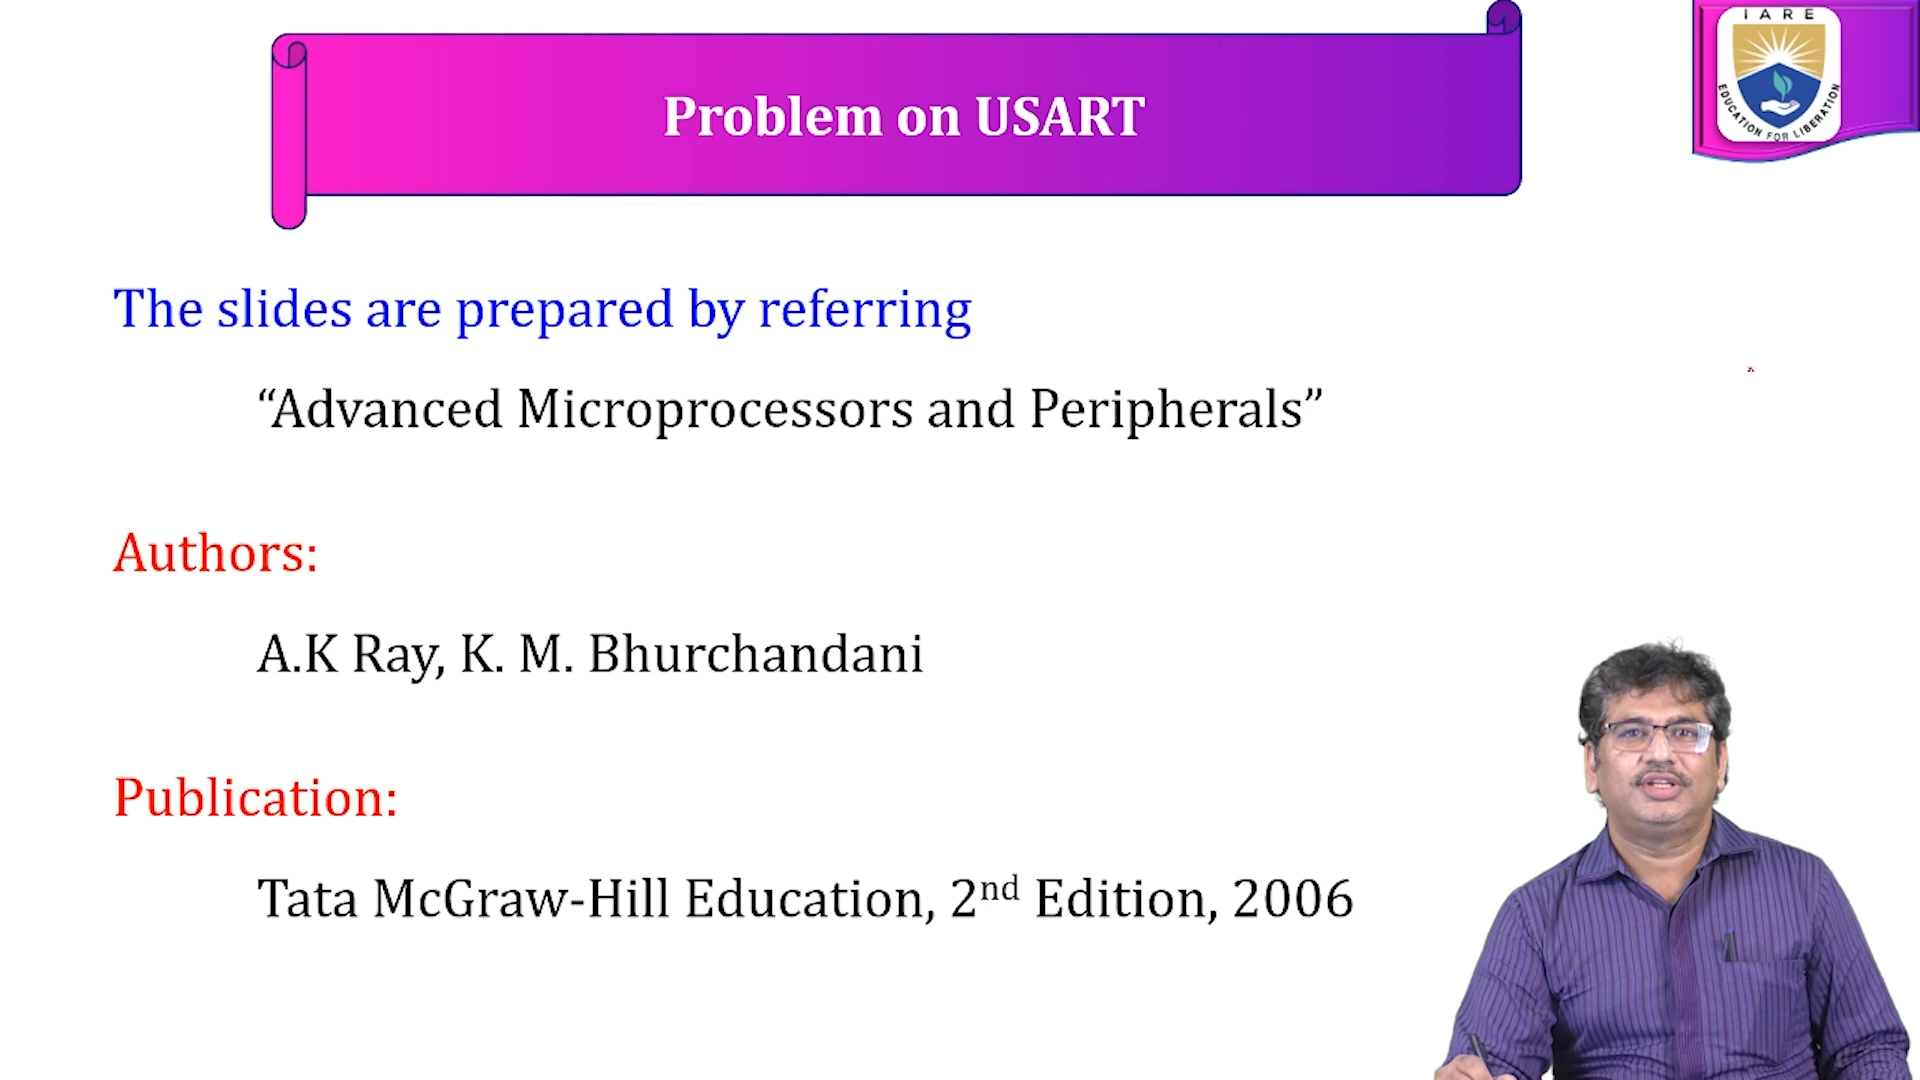 IARE
EDUCATION FOR LIBERATION
Problem on USART
The slides are prepared by referring
“Advanced Microprocessors and Peripherals”
Authors:
A.K Ray, K. M. Bhurchandani
Publication:
Tata McGraw-Hill Education, 2nd Edition, 2006